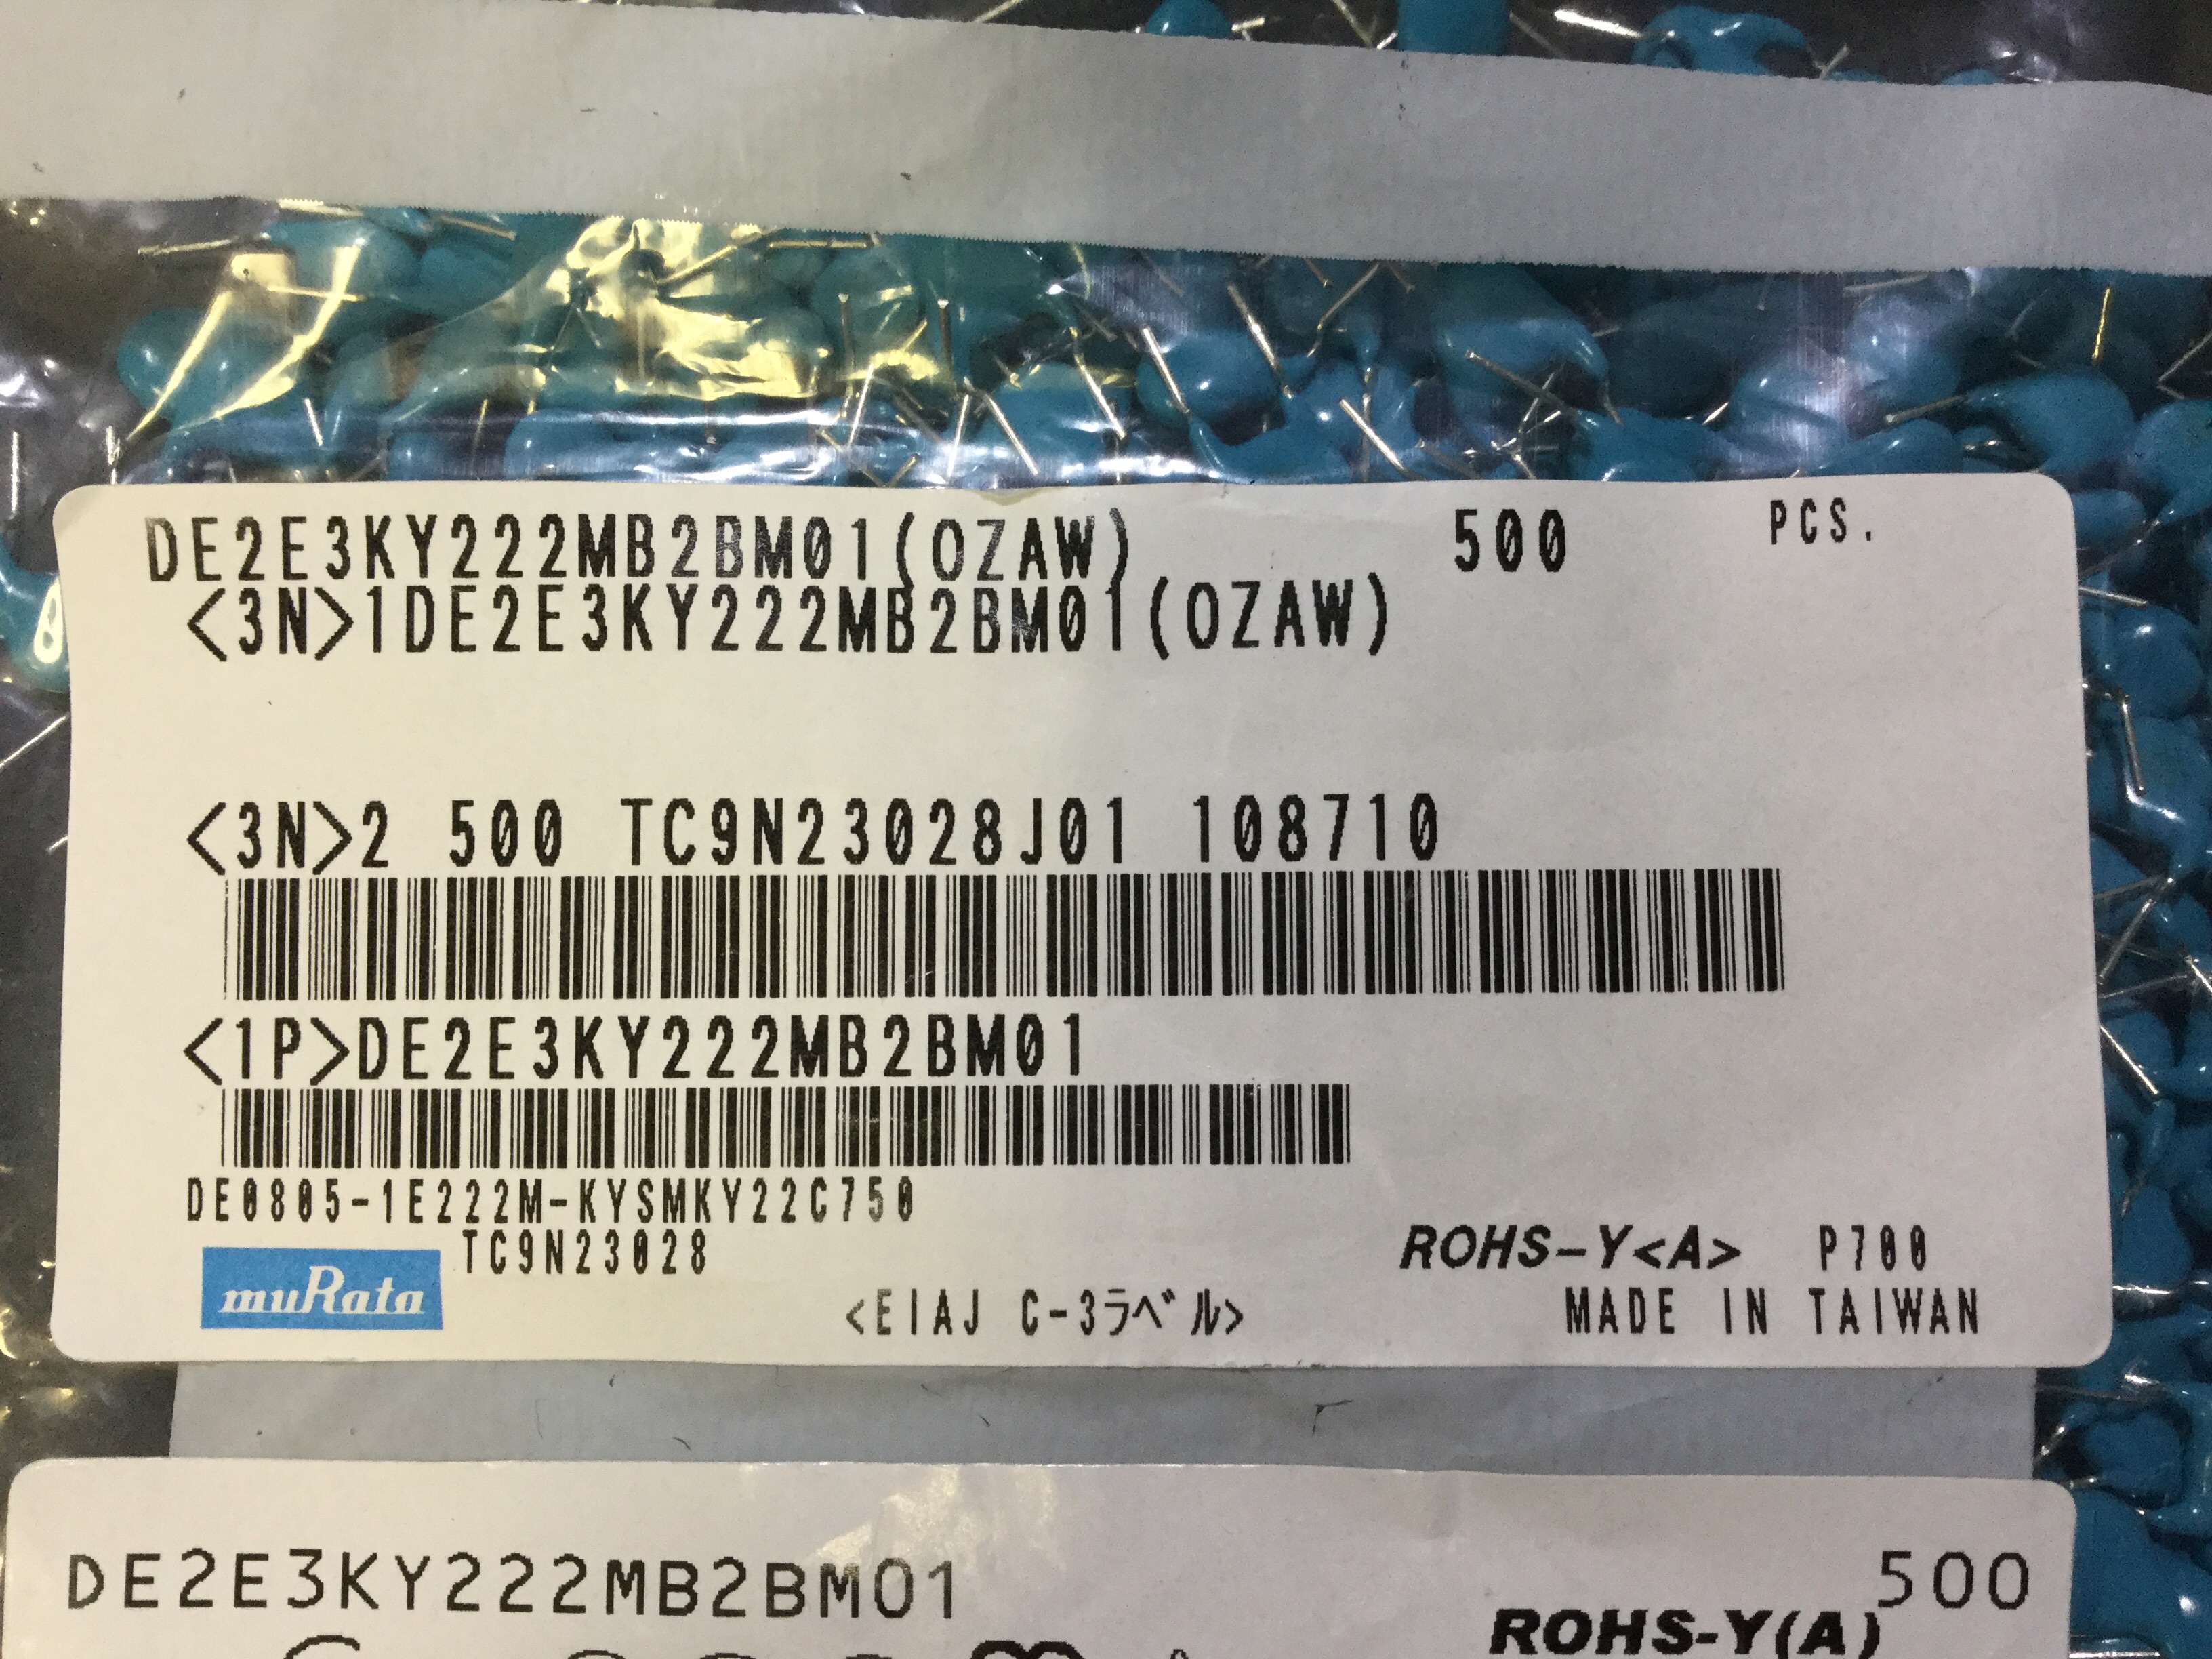 DE2E3KY222MB2BM01(OZAW) 500 PCS.
<3N>1DE2E3KY222MB2BM01(OZAW)
<3N>2 500 TC9N23028J01 108710
<1P>DE2E3KY222MB2BM01
DE0805-1E222M-KYSMKY22C750
TC9N23028
ROHS-Y<A> P700
muRata
<EIAJ C-3ラベル>
MADE IN TAIWAN
DE2E3KY222MB2BM01 500
ROHS-Y(A)